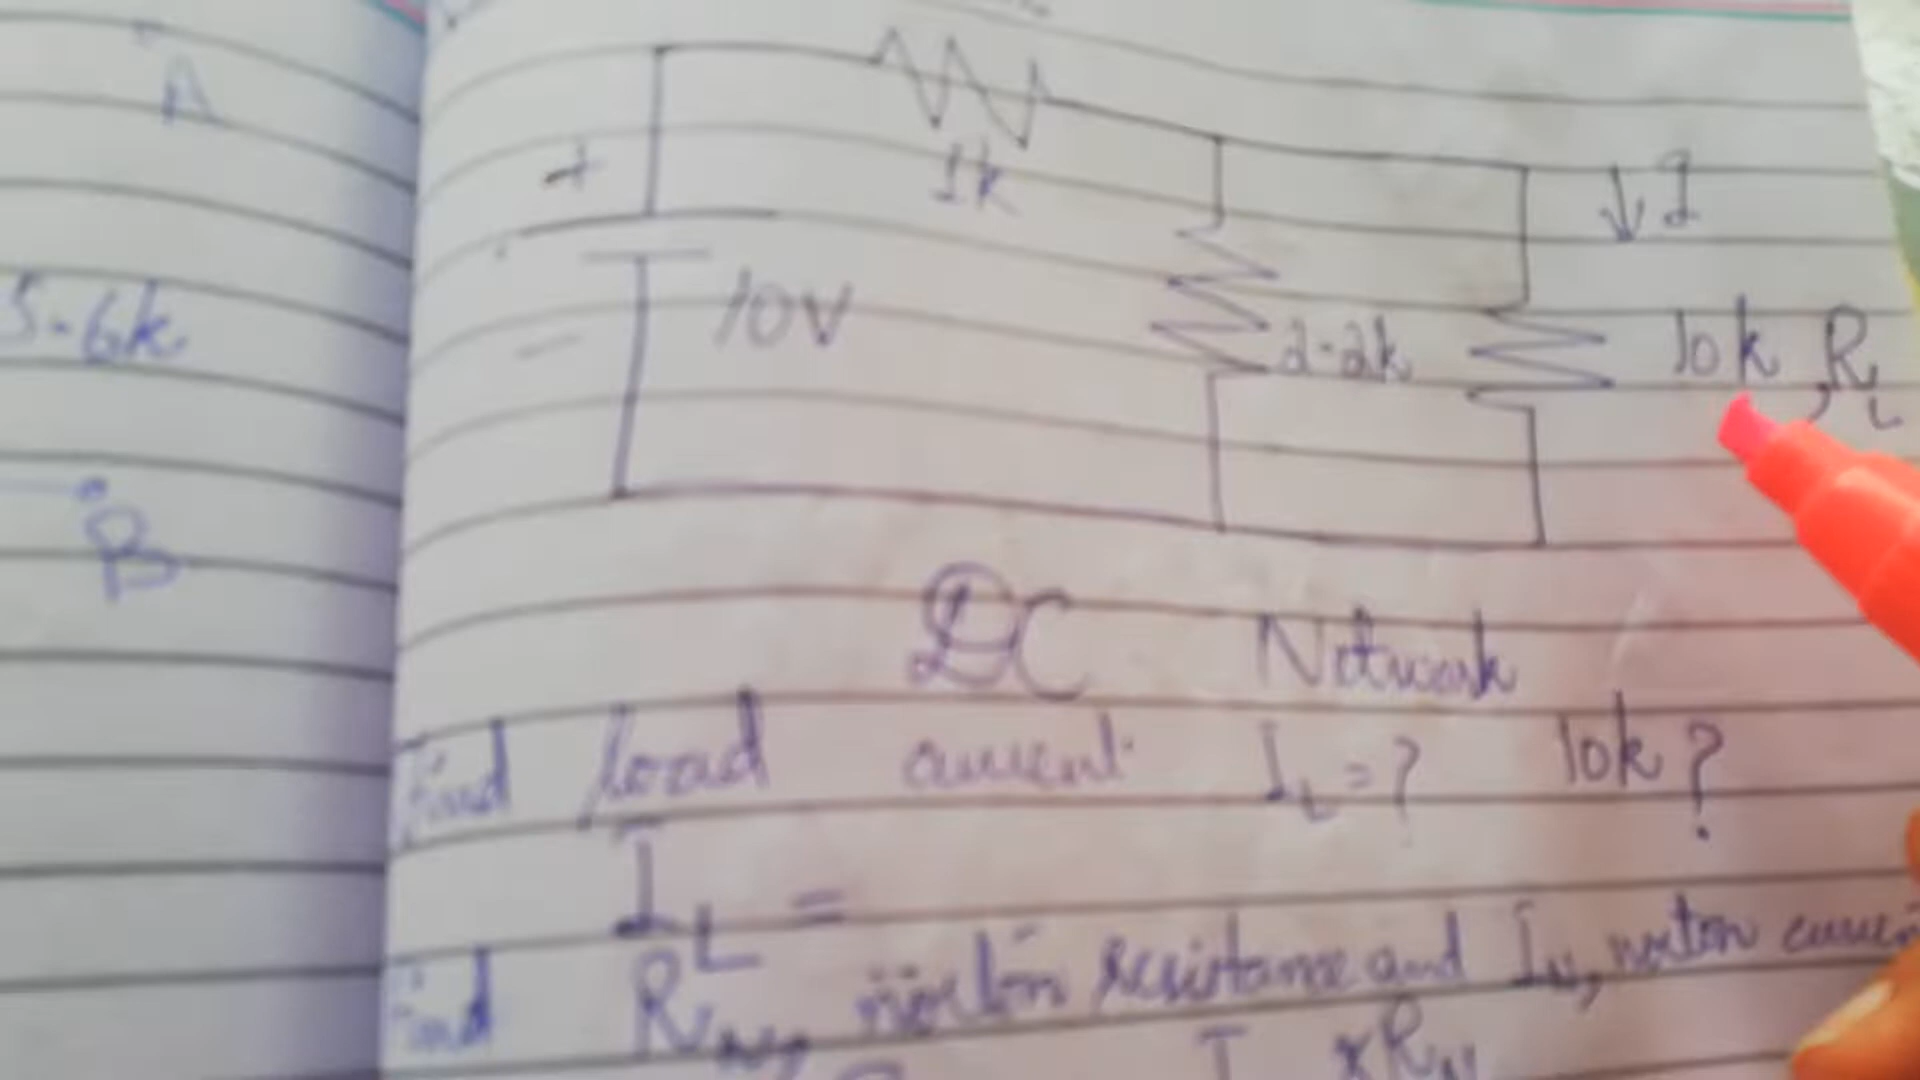 A
5.6k
B
+
1k
I
-
10V
2.2k
10k, RL
DC Network
Find load current IL = ? 10k ?
IL =
Find RN, norton resistance and IN, norton
I × RN